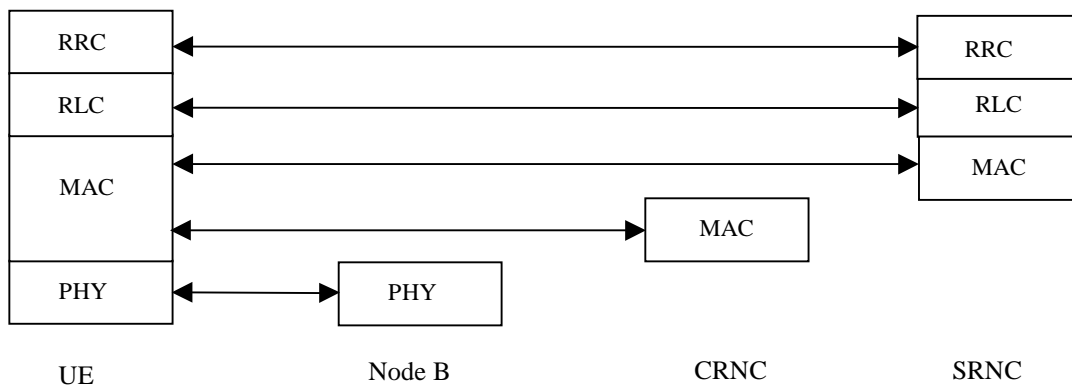 RRC RRC
RLC RLC
MAC MAC
MAC
PHY PHY
UE Node B CRNC SRNC